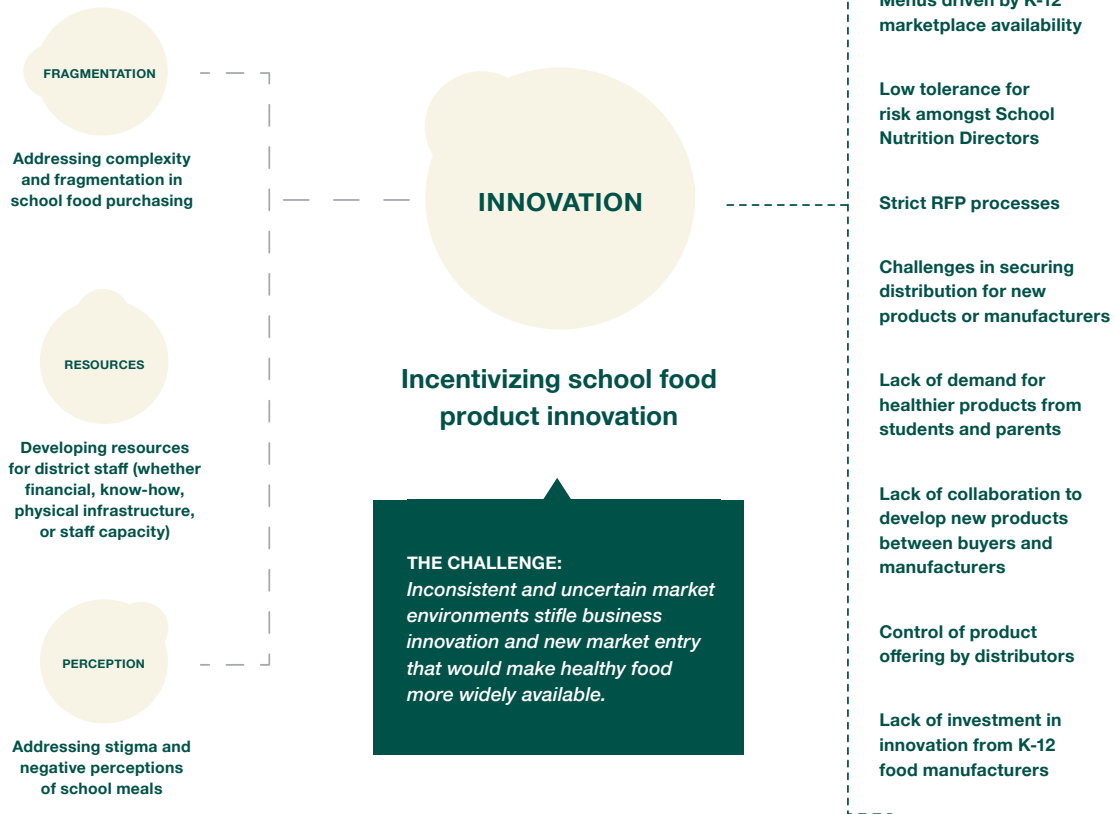 FRAGMENTATION
Addressing complexity
and fragmentation in
school food purchasing
RESOURCES
Developing resources
for district staff (whether
financial, know-how,
physical infrastructure,
or staff capacity)
PERCEPTION
Addressing stigma and
negative perceptions
of school meals
INNOVATION
Incentivizing school food
product innovation
THE CHALLENGE:
Inconsistent and uncertain market
environments stifle business
innovation and new market entry
that would make healthy food
more widely available.
Menus driven by K-12
marketplace availability
Low tolerance for
risk amongst School
Nutrition Directors
Strict RFP processes
Challenges in securing
distribution for new
products or manufacturers
Lack of demand for
healthier products from
students and parents
Lack of collaboration to
develop new products
between buyers and
manufacturers
Control of product
offering by distributors
Lack of investment in
innovation from K-12
food manufacturers